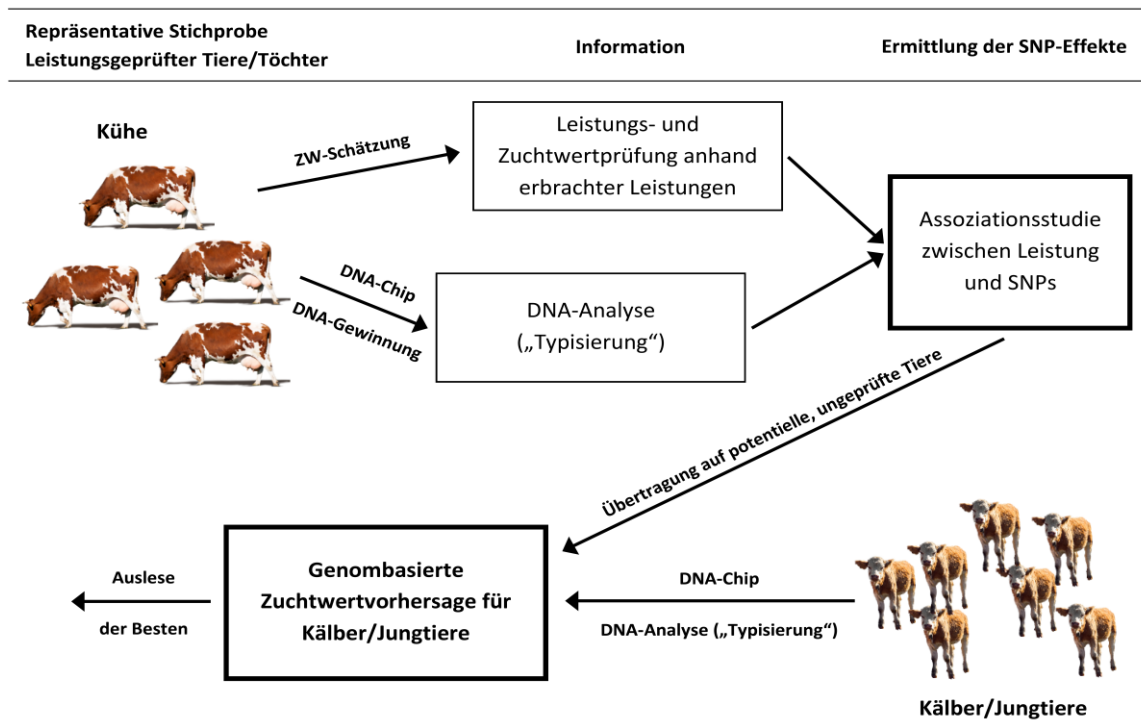 Repräsentative Stichprobe
Leistungsgeprüfter Tiere/Töchter
Information
Ermittlung der SNP-Effekte
Kühe
ZW-Schätzung
Leistungs- und
Zuchtwertprüfung anhand
erbrachter Leistungen
DNA-Chip
DNA-Gewinnung
DNA-Analyse
(„Typisierung“)
Assoziationsstudie
zwischen Leistung
und SNPs
Übertragung auf potentielle, ungeprüfte Tiere
Auslese
der Besten
Genombasierte
Zuchtwertvorhersage für
Kälber/Jungtiere
DNA-Chip
DNA-Analyse („Typisierung“)
Kälber/Jungtiere